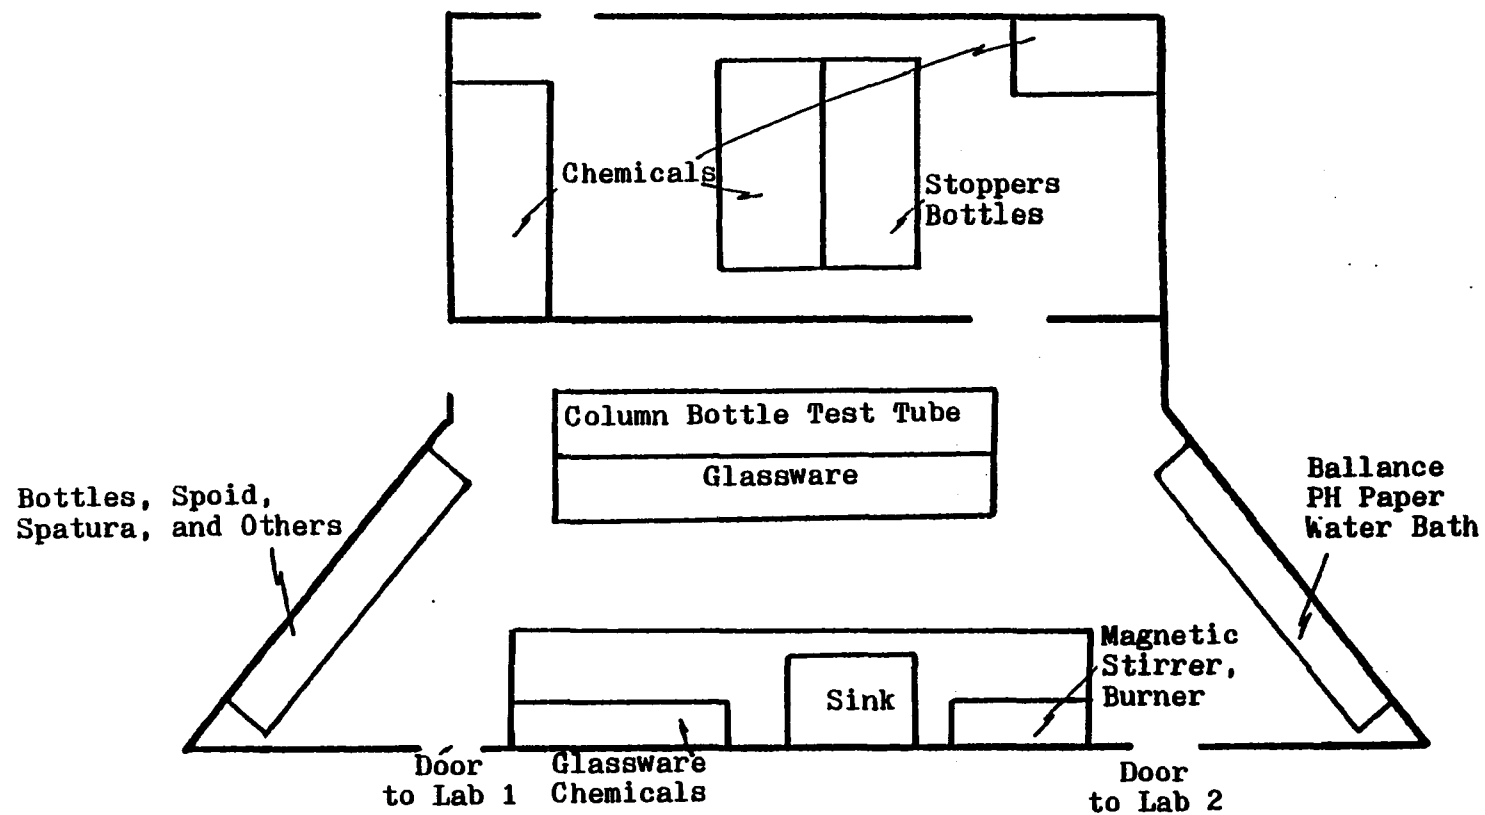 Chemicals
Stoppers
Bottles
Column Bottle Test Tube
Glassware
Bottles, Spoid,
Spatura, and Others
Ballance
PH Paper
Water Bath
Magnetic
Stirrer,
Burner
Sink
Door
to Lab 1
Glassware
Chemicals
Door
to Lab 2